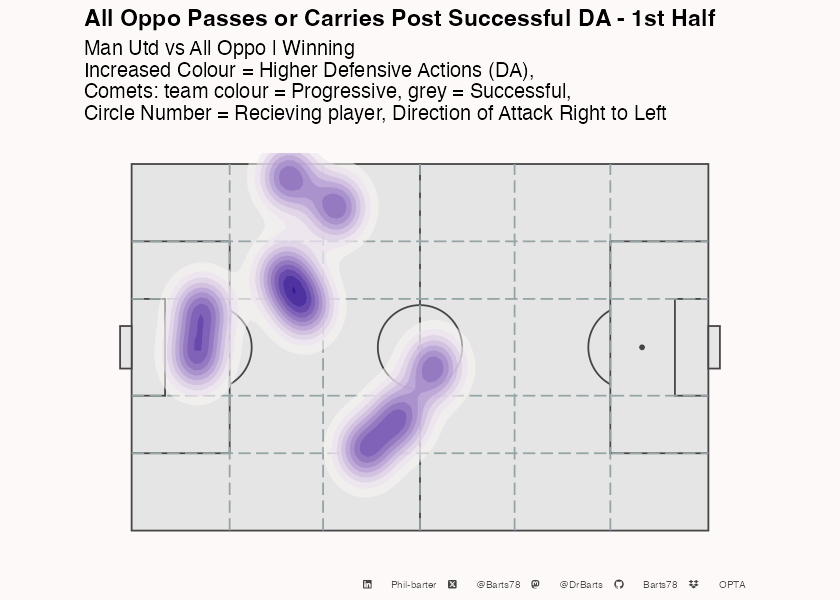 All Oppo Passes or Carries Post Successful DA - 1st Half
Man Utd vs All Oppo | Winning
Increased Colour = Higher Defensive Actions (DA),
Comets: team colour = Progressive, grey = Successful,
Circle Number = Recieving player, Direction of Attack Right to Left
Phil-barter @Barts78 @DrBarts Barts78 OPTA